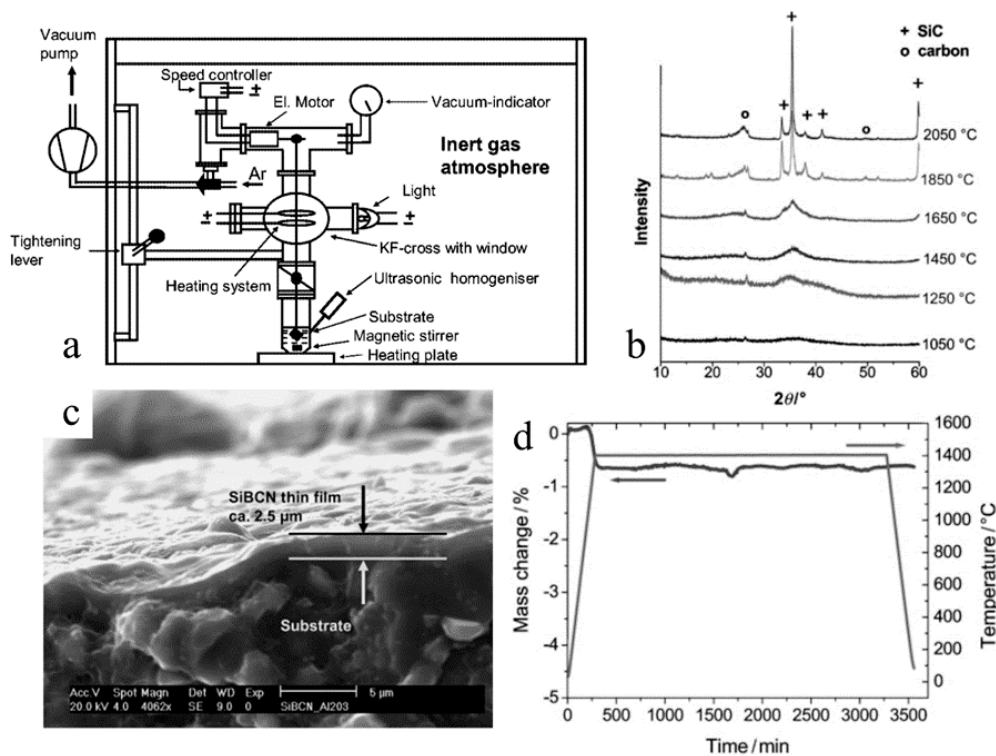 Vacuum
pump
Speed controller
El. Motor
Vacuum-indicator
Inert gas
atmosphere
Ar
Light
KF-cross with window
Tightening
lever
Heating system
Ultrasonic homogeniser
Substrate
Magnetic stirrer
Heating plate
a
+ SiC
o carbon
2050 °C
1850 °C
1650 °C
1450 °C
1250 °C
1050 °C
Intensity
10 20 30 40 50 60
2θ/°
b
c
SiBCN thin film
ca. 2.5 µm
Substrate
Acc.V Spot Magn Det WD Exp
20.0 kV 4.0 4062x SE 9.0 0
5 µm
SiBCN_Al203
d
Mass change / %
0
-1
-2
-3
-4
-5
1600
1400
1200
1000
800
600
400
200
0
Temperature / °C
0 500 1000 1500 2000 2500 3000 3500
Time / min